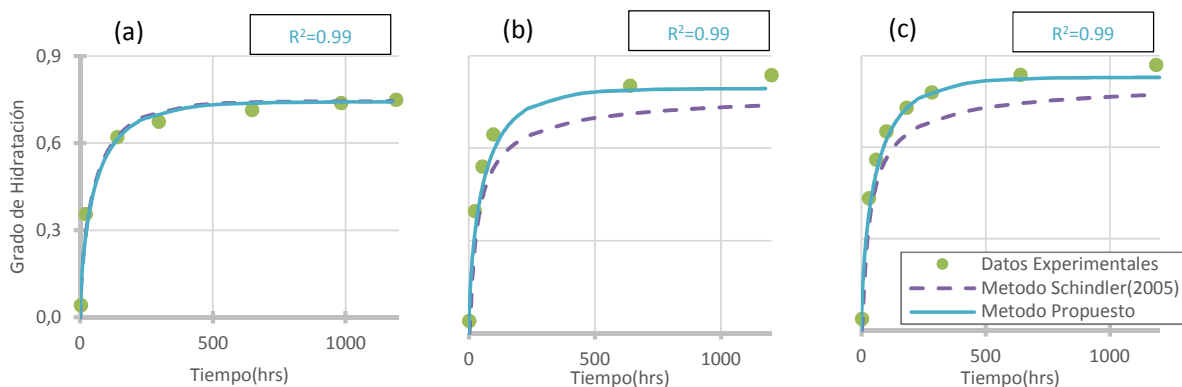 (a)
R²=0.99
(b)
R²=0.99
(c)
R²=0.99
Grado de Hidratación
0,9
0,6
0,3
0,0
0
500
1000
Tiempo(hrs)
0
500
1000
Tiempo(hrs)
0
500
1000
Tiempo(hrs)
Datos Experimentales
Metodo Schindler(2005)
Metodo Propuesto